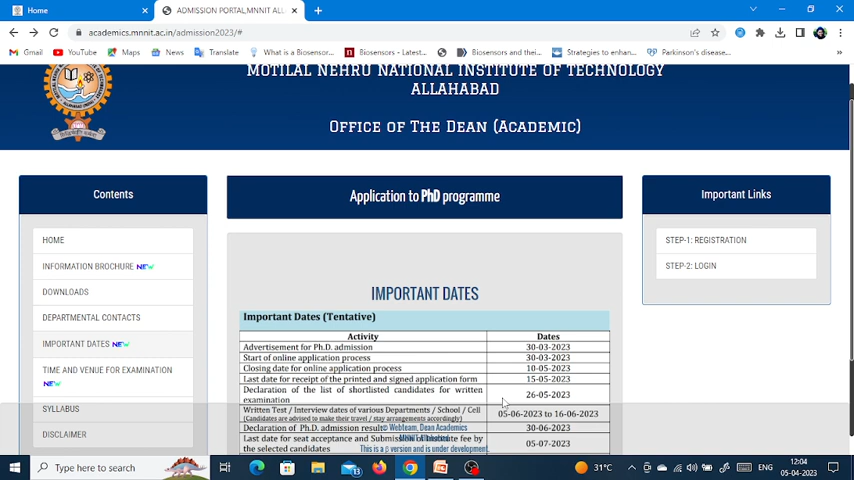 Home
ADMISSION PORTAL,MNNIT ALL
academics.mnnit.ac.in/admission2023/#
Gmail
YouTube
Maps
News
Translate
What is a Biosensor...
Biosensors - Latest...
Biosensors and thei...
Strategies to enhan...
Parkinson's disease...
MOTILAL NEHRU NATIONAL INSTITUTE OF TECHNOLOGY
ALLAHABAD
OFFICE OF THE DEAN (ACADEMIC)
Contents
HOME
INFORMATION BROCHURE NEW
DOWNLOADS
DEPARTMENTAL CONTACTS
IMPORTANT DATES NEW
TIME AND VENUE FOR EXAMINATION
NEW
SYLLABUS
DISCLAIMER
Application to PhD programme
IMPORTANT DATES
Important Dates (Tentative)
Activity Dates
Advertisement for Ph.D. admission 30-03-2023
Start of online application process 30-03-2023
Closing date for online application process 10-05-2023
Last date for receipt of the printed and signed application form 15-05-2023
Declaration of the list of shortlisted candidates for written
examination 26-05-2023
Written Test / Interview dates of various Departments / School / Cell
(Candidates are advised to make their travel / stay arrangements accordingly) 05-06-2023 to 16-06-2023
© Webteam, Dean Academics
Declaration of Ph.D. admission result 30-06-2023
Last date for seat acceptance and Submission of Institute fee by
the selected candidates 05-07-2023
This is a β version and is under development.
Important Links
STEP-1: REGISTRATION
STEP-2: LOGIN
Type here to search
31°C
ENG
12:04
05-04-2023